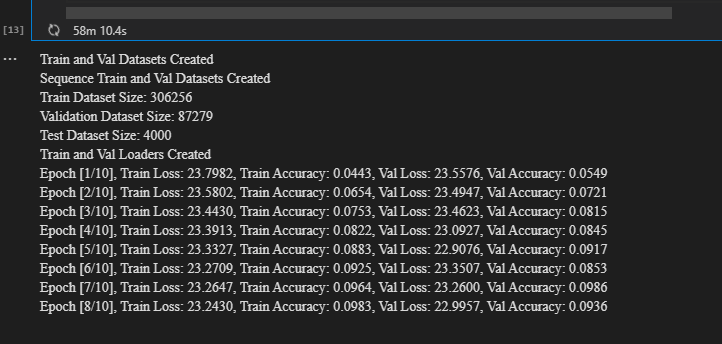 [13]
58m 10.4s
...
Train and Val Datasets Created
Sequence Train and Val Datasets Created
Train Dataset Size: 306256
Validation Dataset Size: 87279
Test Dataset Size: 4000
Train and Val Loaders Created
Epoch [1/10], Train Loss: 23.7982, Train Accuracy: 0.0443, Val Loss: 23.5576, Val Accuracy: 0.0549
Epoch [2/10], Train Loss: 23.5802, Train Accuracy: 0.0654, Val Loss: 23.4947, Val Accuracy: 0.0721
Epoch [3/10], Train Loss: 23.4430, Train Accuracy: 0.0753, Val Loss: 23.4623, Val Accuracy: 0.0815
Epoch [4/10], Train Loss: 23.3913, Train Accuracy: 0.0822, Val Loss: 23.0927, Val Accuracy: 0.0845
Epoch [5/10], Train Loss: 23.3327, Train Accuracy: 0.0883, Val Loss: 22.9076, Val Accuracy: 0.0917
Epoch [6/10], Train Loss: 23.2709, Train Accuracy: 0.0925, Val Loss: 23.3507, Val Accuracy: 0.0853
Epoch [7/10], Train Loss: 23.2647, Train Accuracy: 0.0964, Val Loss: 23.2600, Val Accuracy: 0.0986
Epoch [8/10], Train Loss: 23.2430, Train Accuracy: 0.0983, Val Loss: 22.9957, Val Accuracy: 0.0936